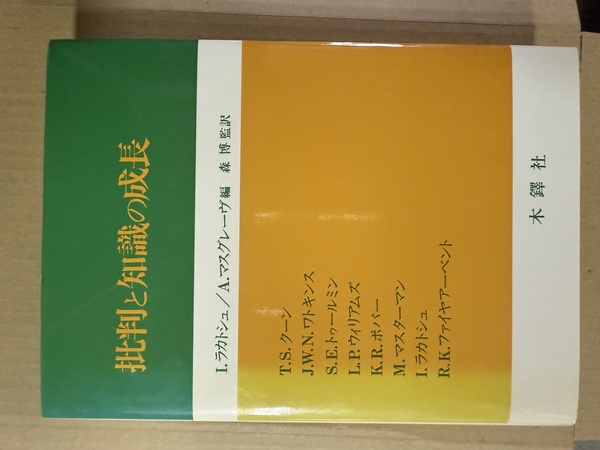 批判と知識の成長
I.ラカトシュ/A.マスグレーヴ編 森 博監訳
T.S.クーン
J.W.N.ワトキンス
S.E.トゥールミン
L.P.ウィリアムズ
K.R.ポパー
M.マスターマン
I.ラカトシュ
R.K.ファイヤアーベント
木鐸社